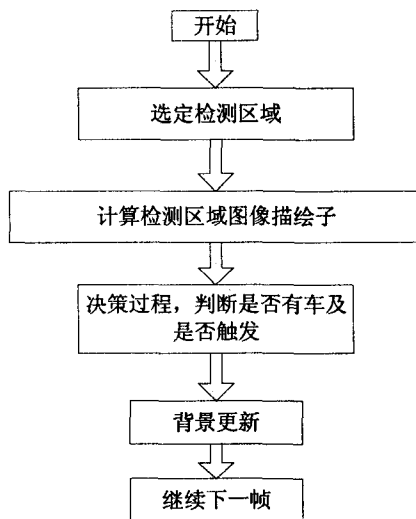 开始
选定检测区域
计算检测区域图像描绘子
决策过程，判断是否有车及
是否触发
背景更新
继续下一帧